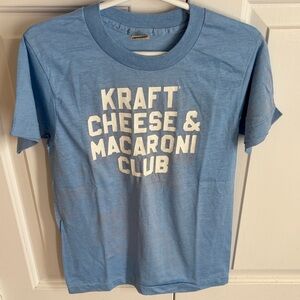 KRAFT
CHEESE &
MACARONI
CLUB